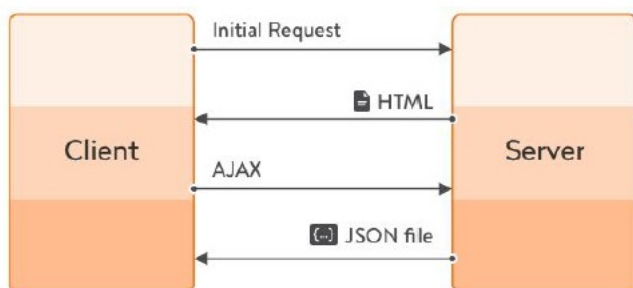 Initial Request
HTML
Client
Server
AJAX
{...} JSON file